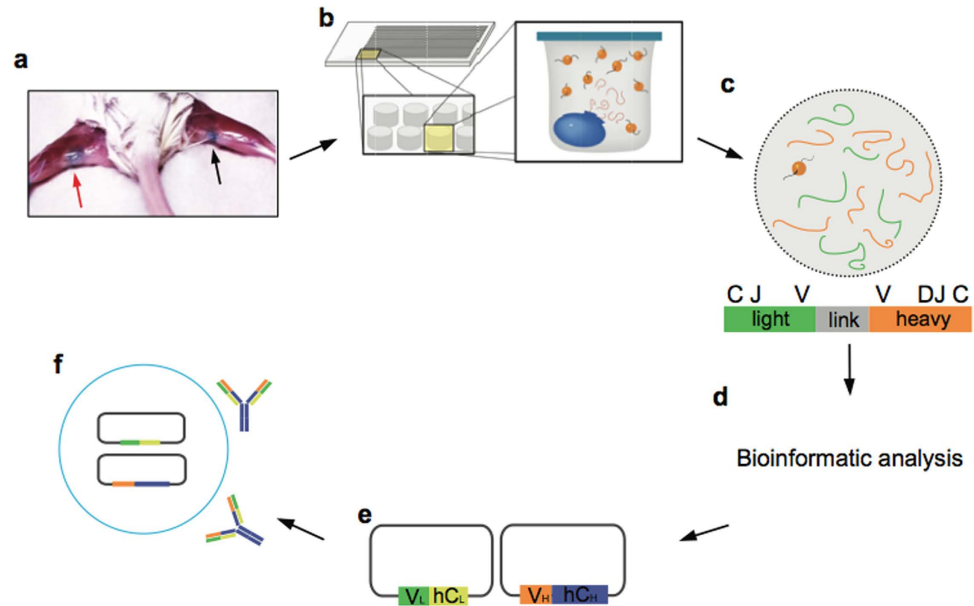 a
b
c
C J V V DJ C
light link heavy
d
Bioinformatic analysis
e
VL hCL VH hCH
f